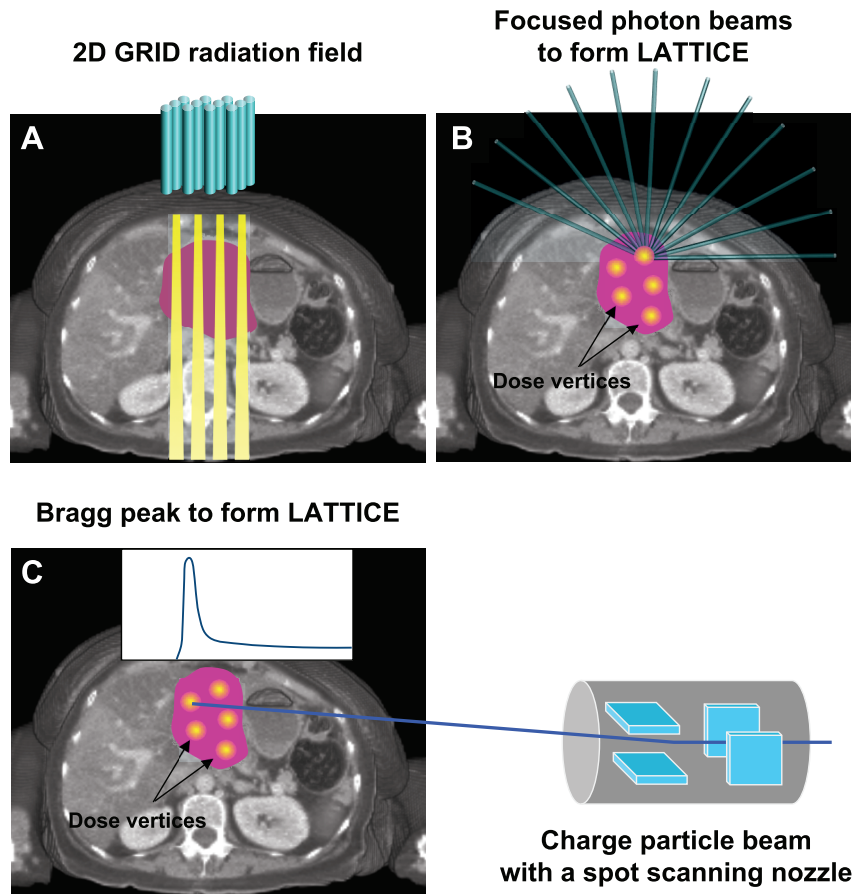 2D GRID radiation field
Focused photon beams
to form LATTICE
A
B
Dose vertices
Bragg peak to form LATTICE
C
Dose vertices
Charge particle beam
with a spot scanning nozzle